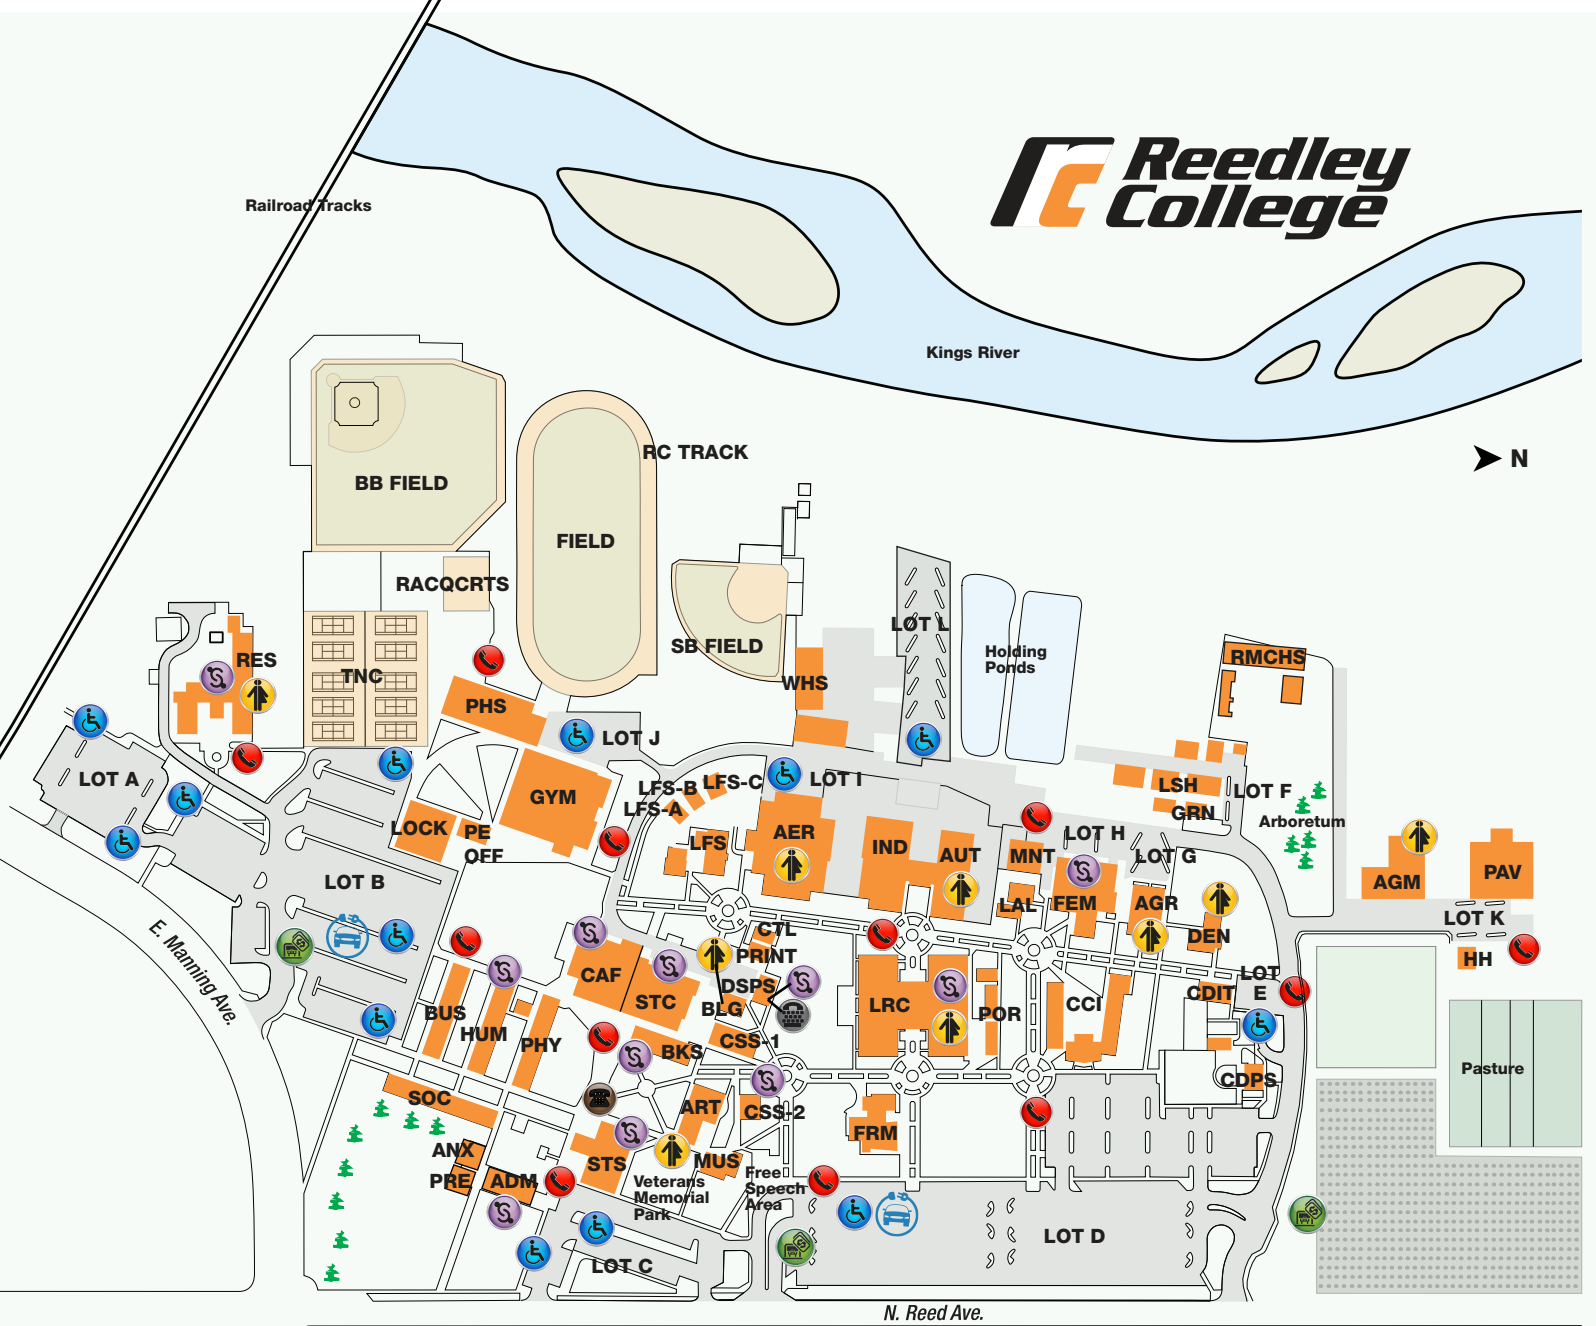 Reedley
College
Railroad Tracks
Kings River
N
RC TRACK
BB FIELD
FIELD
RACQCRTS
SB FIELD
LOT L
Holding
Ponds
RES
TNC
WHS
RMCHS
PHS
LOT J
LOT A
LFS-B
LFS-C
LOT I
LSH
LOT F
GYM
LFS-A
GRN
Arboretum
LOCK
PE
OFF
LFS
AER
IND
AUT
MNT
LOT H
LOT G
LOT B
AGM
PAV
LAL
FEM
AGR
LOT K
E. Manning Ave.
CTL
PRINT
DEN
HH
CAF
STC
DSPS
BLG
LRC
POR
CCI
CDIT
LOT
E
BUS
HUM
PHY
BKS
CSS-1
Pasture
CDPS
SOC
ART
CSS-2
FRM
ANX
PRE
ADM
STS
MUS
Veterans
Memorial
Park
Free
Speech
Area
LOT D
LOT C
N. Reed Ave.